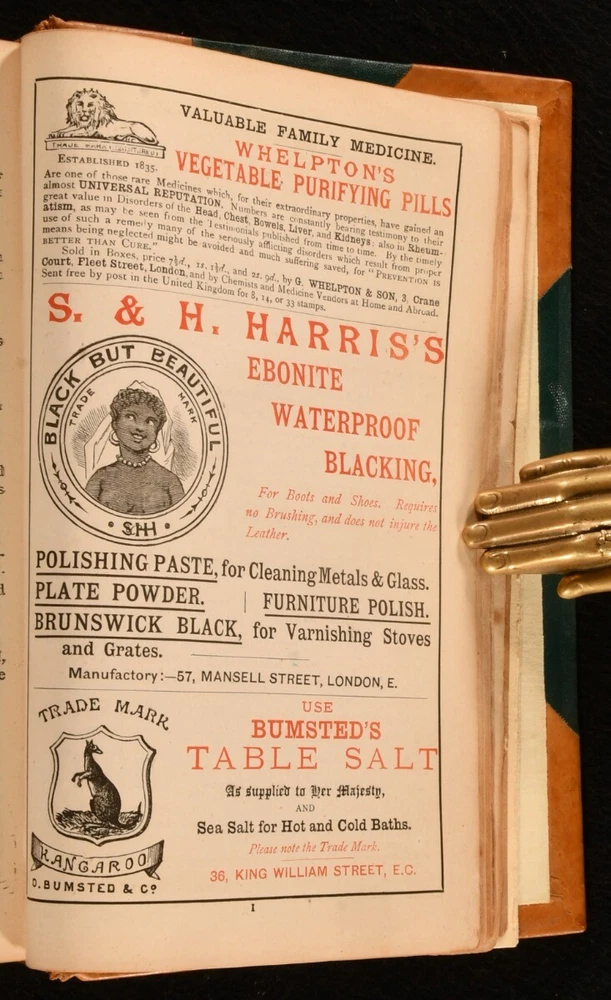 VALUABLE FAMILY MEDICINE.
WHELPTON'S
VEGETABLE PURIFYING PILLS
TRADE MARK
ESTABLISHED 1835.
Are one of those rare Medicines which, for their extraordinary properties, have gained an
almost UNIVERSAL REPUTATION. Numbers are constantly bearing testimony to their
great value in Disorders of the Head, Chest, Bowels, Liver, and Kidneys; also in Rheum-
atism, as may be seen from the Testimonials published from time to time. By the timely
use of such a remedy many of the seriously afflicting disorders which result from proper
means being neglected might be avoided and much suffering saved, for "PREVENTION IS
BETTER THAN CURE."
Sold in Boxes, price 7½d., 1s. 1½d., and 2s. 9d., by G. WHELPTON & SON, 3, Crane
Court, Fleet Street, London, and by Chemists and Medicine Vendors at Home and Abroad.
Sent free by post in the United Kingdom for 8, 14, or 33 stamps.
S. & H. HARRIS'S
EBONITE
WATERPROOF
BLACKING,
BLACK BUT BEAUTIFUL
TRADE MARK
SHH
For Boots and Shoes. Requires
no Brushing, and does not injure the
Leather.
POLISHING PASTE, for Cleaning Metals & Glass.
PLATE POWDER. | FURNITURE POLISH.
BRUNSWICK BLACK, for Varnishing Stoves
and Grates.
Manufactory:—57, MANSELL STREET, LONDON, E.
TRADE MARK
KANGAROO
D. BUMSTED & Co
USE
BUMSTED'S
TABLE SALT
As supplied to Her Majesty,
AND
Sea Salt for Hot and Cold Baths.
Please note the Trade Mark.
36, KING WILLIAM STREET, E.C.
I